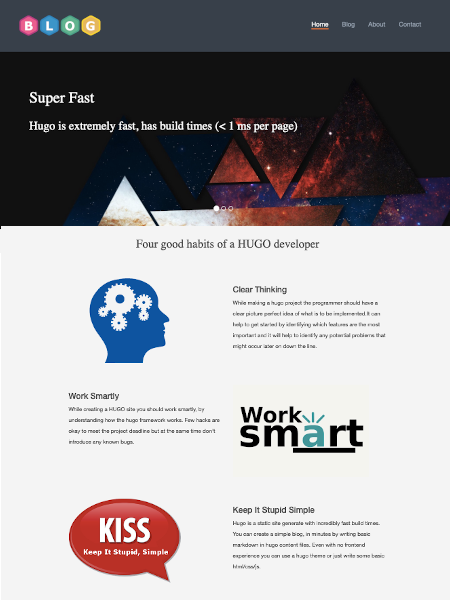 BLOG
Home Blog About Contact
Super Fast
Hugo is extremely fast, has build times (< 1 ms per page)
Four good habits of a HUGO developer
Clear Thinking
While making a hugo project the programmer should have a
clear picture perfect idea of what is to be implemented.It can
help to get started by identifying which features are the most
important and it will help to identify any potential problems that
might occur later on down the line.
Work Smartly
While creating a HUGO site you should work smartly, by
understanding how the hugo framework works. Few hacks are
okay to meet the project deadline but at the same time don't
introduce any known bugs.
Work
smart
KISS
Keep It Stupid, Simple
Keep It Stupid Simple
Hugo is a static site generate with incredibly fast build times.
You can create a simple blog, in minutes by writing basic
markdown in hugo content files. Even with no frontend
experience you can use a hugo theme or just write some basic
html/css/js.